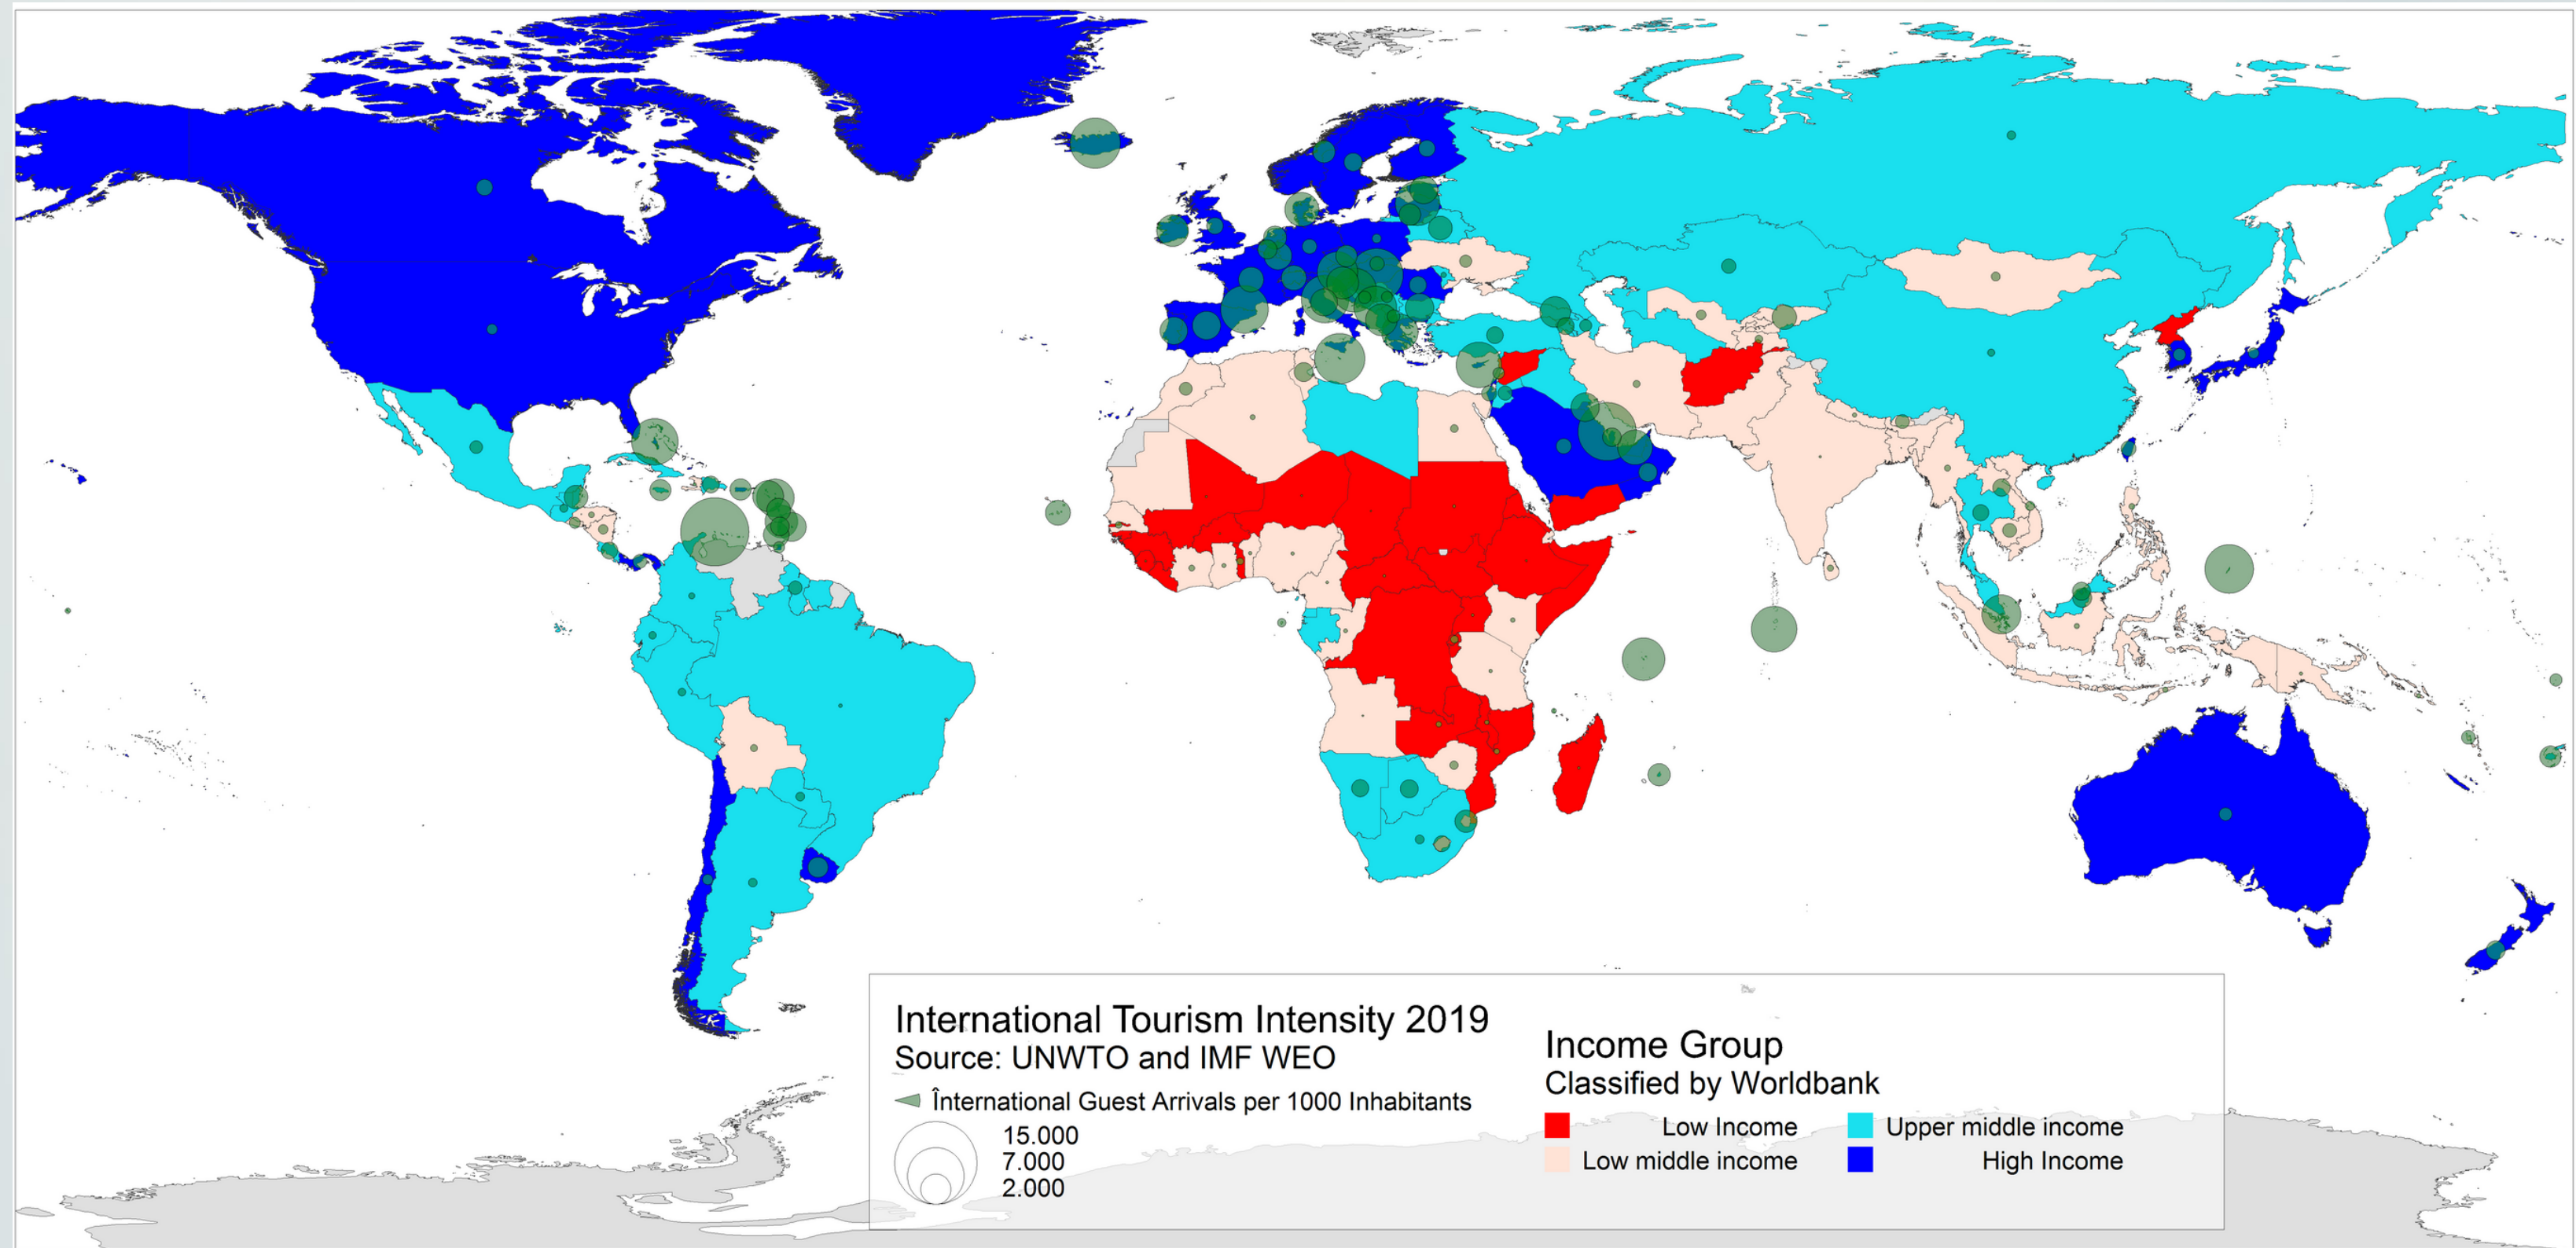 International Tourism Intensity 2019
Source: UNWTO and IMF WEO
Înternational Guest Arrivals per 1000 Inhabitants
15.000
7.000
2.000
Income Group
Classified by Worldbank
Low Income
Upper middle income
Low middle income
High Income